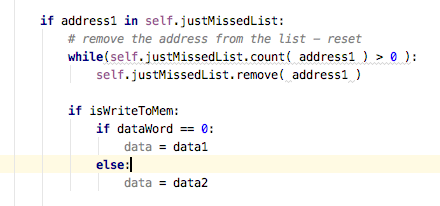 if address1 in self.justMissedList:
# remove the address from the list – reset
while(self.justMissedList.count( address1 ) > 0 ):
self.justMissedList.remove( address1 )
if isWriteToMem:
if dataWord == 0:
data = data1
else:
data = data2